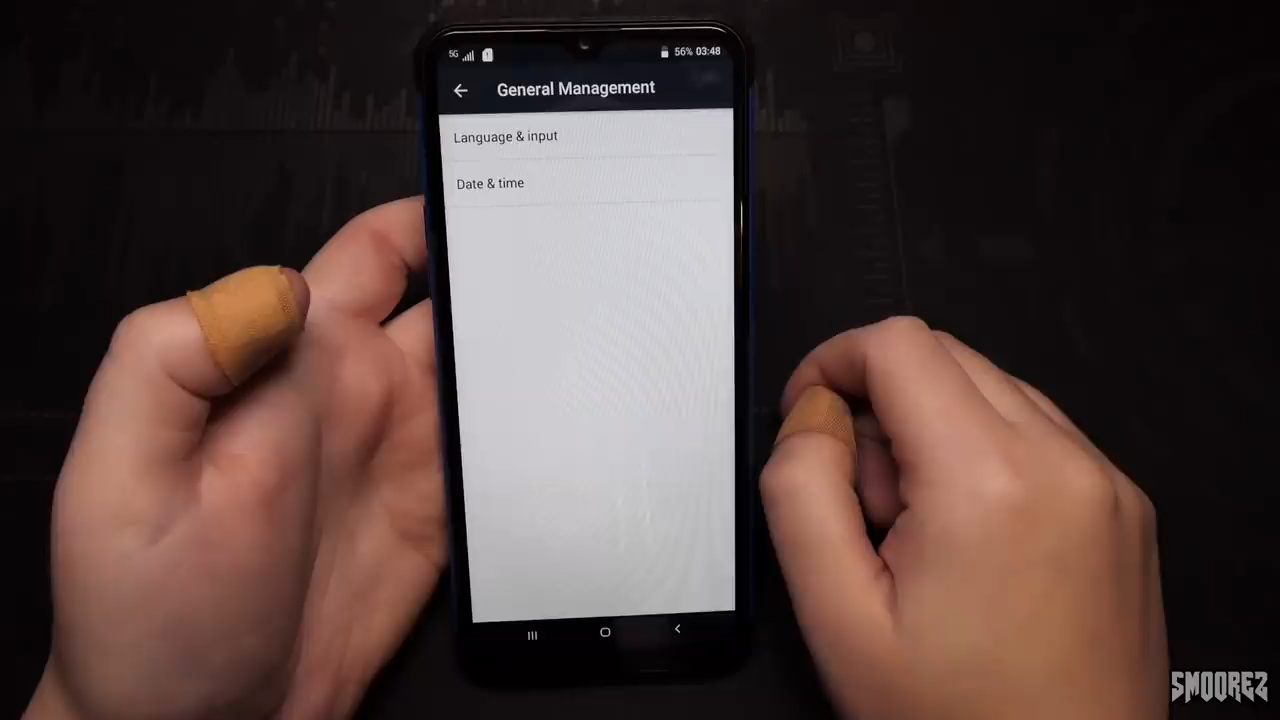 5G 56% 03:48
General Management
Language & input
Date & time
SMOOREZ